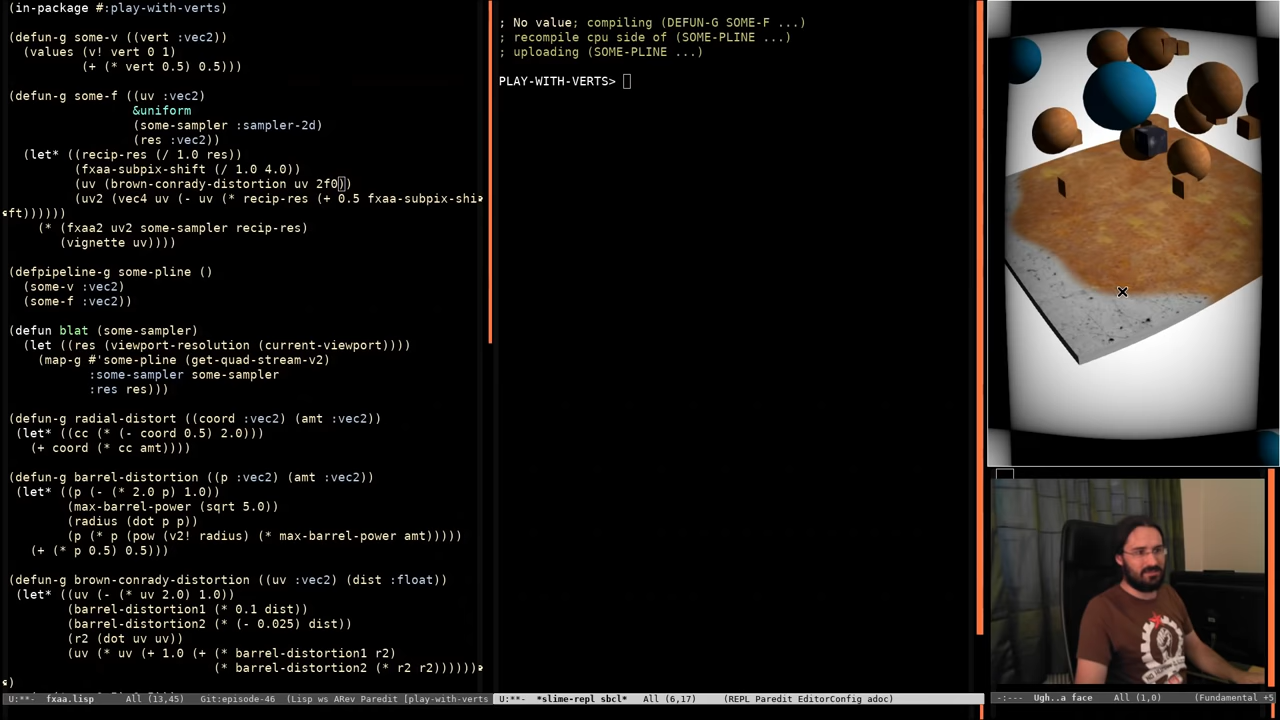 (in-package #:play-with-verts)
(defun-g some-v ((vert :vec2))
  (values (v! vert 0 1)
          (+ (* vert 0.5) 0.5)))
(defun-g some-f ((uv :vec2)
                 &uniform
                 (some-sampler :sampler-2d)
                 (res :vec2))
  (let* ((recip-res (/ 1.0 res))
         (fxaa-subpix-shift (/ 1.0 4.0))
         (uv (brown-conrady-distortion uv 2f0))
         (uv2 (vec4 uv (- uv (* recip-res (+ 0.5 fxaa-subpix-shi
ft))))))
    (* (fxaa2 uv2 some-sampler recip-res)
       (vignette uv))))
(defpipeline-g some-pline ()
  (some-v :vec2)
  (some-f :vec2))
(defun blat (some-sampler)
  (let ((res (viewport-resolution (current-viewport))))
    (map-g #'some-pline (get-quad-stream-v2)
           :some-sampler some-sampler
           :res res)))
(defun-g radial-distort ((coord :vec2) (amt :vec2))
 (let* ((cc (* (- coord 0.5) 2.0)))
   (+ coord (* cc amt))))
(defun-g barrel-distortion ((p :vec2) (amt :vec2))
 (let* ((p (- (* 2.0 p) 1.0))
        (max-barrel-power (sqrt 5.0))
        (radius (dot p p))
        (p (* p (pow (v2! radius) (* max-barrel-power amt)))))
   (+ (* p 0.5) 0.5)))
(defun-g brown-conrady-distortion ((uv :vec2) (dist :float))
 (let* ((uv (- (* uv 2.0) 1.0))
        (barrel-distortion1 (* 0.1 dist))
        (barrel-distortion2 (* (- 0.025) dist))
        (r2 (dot uv uv))
        (uv (* uv (+ 1.0 (+ (* barrel-distortion1 r2)
                            (* barrel-distortion2 (* r2 r2))))))
)
U:**-  fxaa.lisp      All (13,45)     Git:episode-46  (Lisp ws ARev Paredit [play-with-verts
; No value; compiling (DEFUN-G SOME-F ...)
; recompile cpu side of (SOME-PLINE ...)
; uploading (SOME-PLINE ...)
PLAY-WITH-VERTS>
U:**-  *slime-repl sbcl*   All (6,17)     (REPL Paredit EditorConfig adoc)
-:---  Ugh..a face    All (1,0)     (Fundamental +5